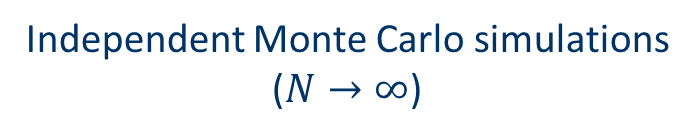 Independent Monte Carlo simulations
(N → ∞)